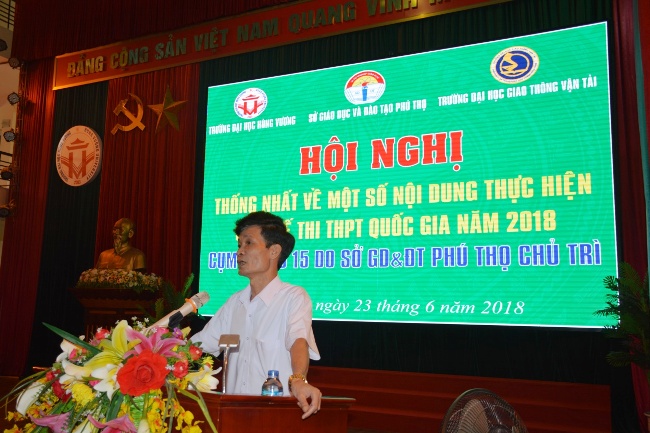 ĐẢNG CỘNG SẢN VIỆT NAM QUANG VINH
TRƯỜNG ĐẠI HỌC HÙNG VƯƠNG
SỞ GIÁO DỤC VÀ ĐÀO TẠO PHÚ THỌ
TRƯỜNG ĐẠI HỌC GIAO THÔNG VẬN TẢI
HỘI NGHỊ
THỐNG NHẤT VỀ MỘT SỐ NỘI DUNG THỰC HIỆN
THI THPT QUỐC GIA NĂM 2018
CỤM 15 DO SỞ GD&ĐT PHÚ THỌ CHỦ TRÌ
ngày 23 tháng 6 năm 2018